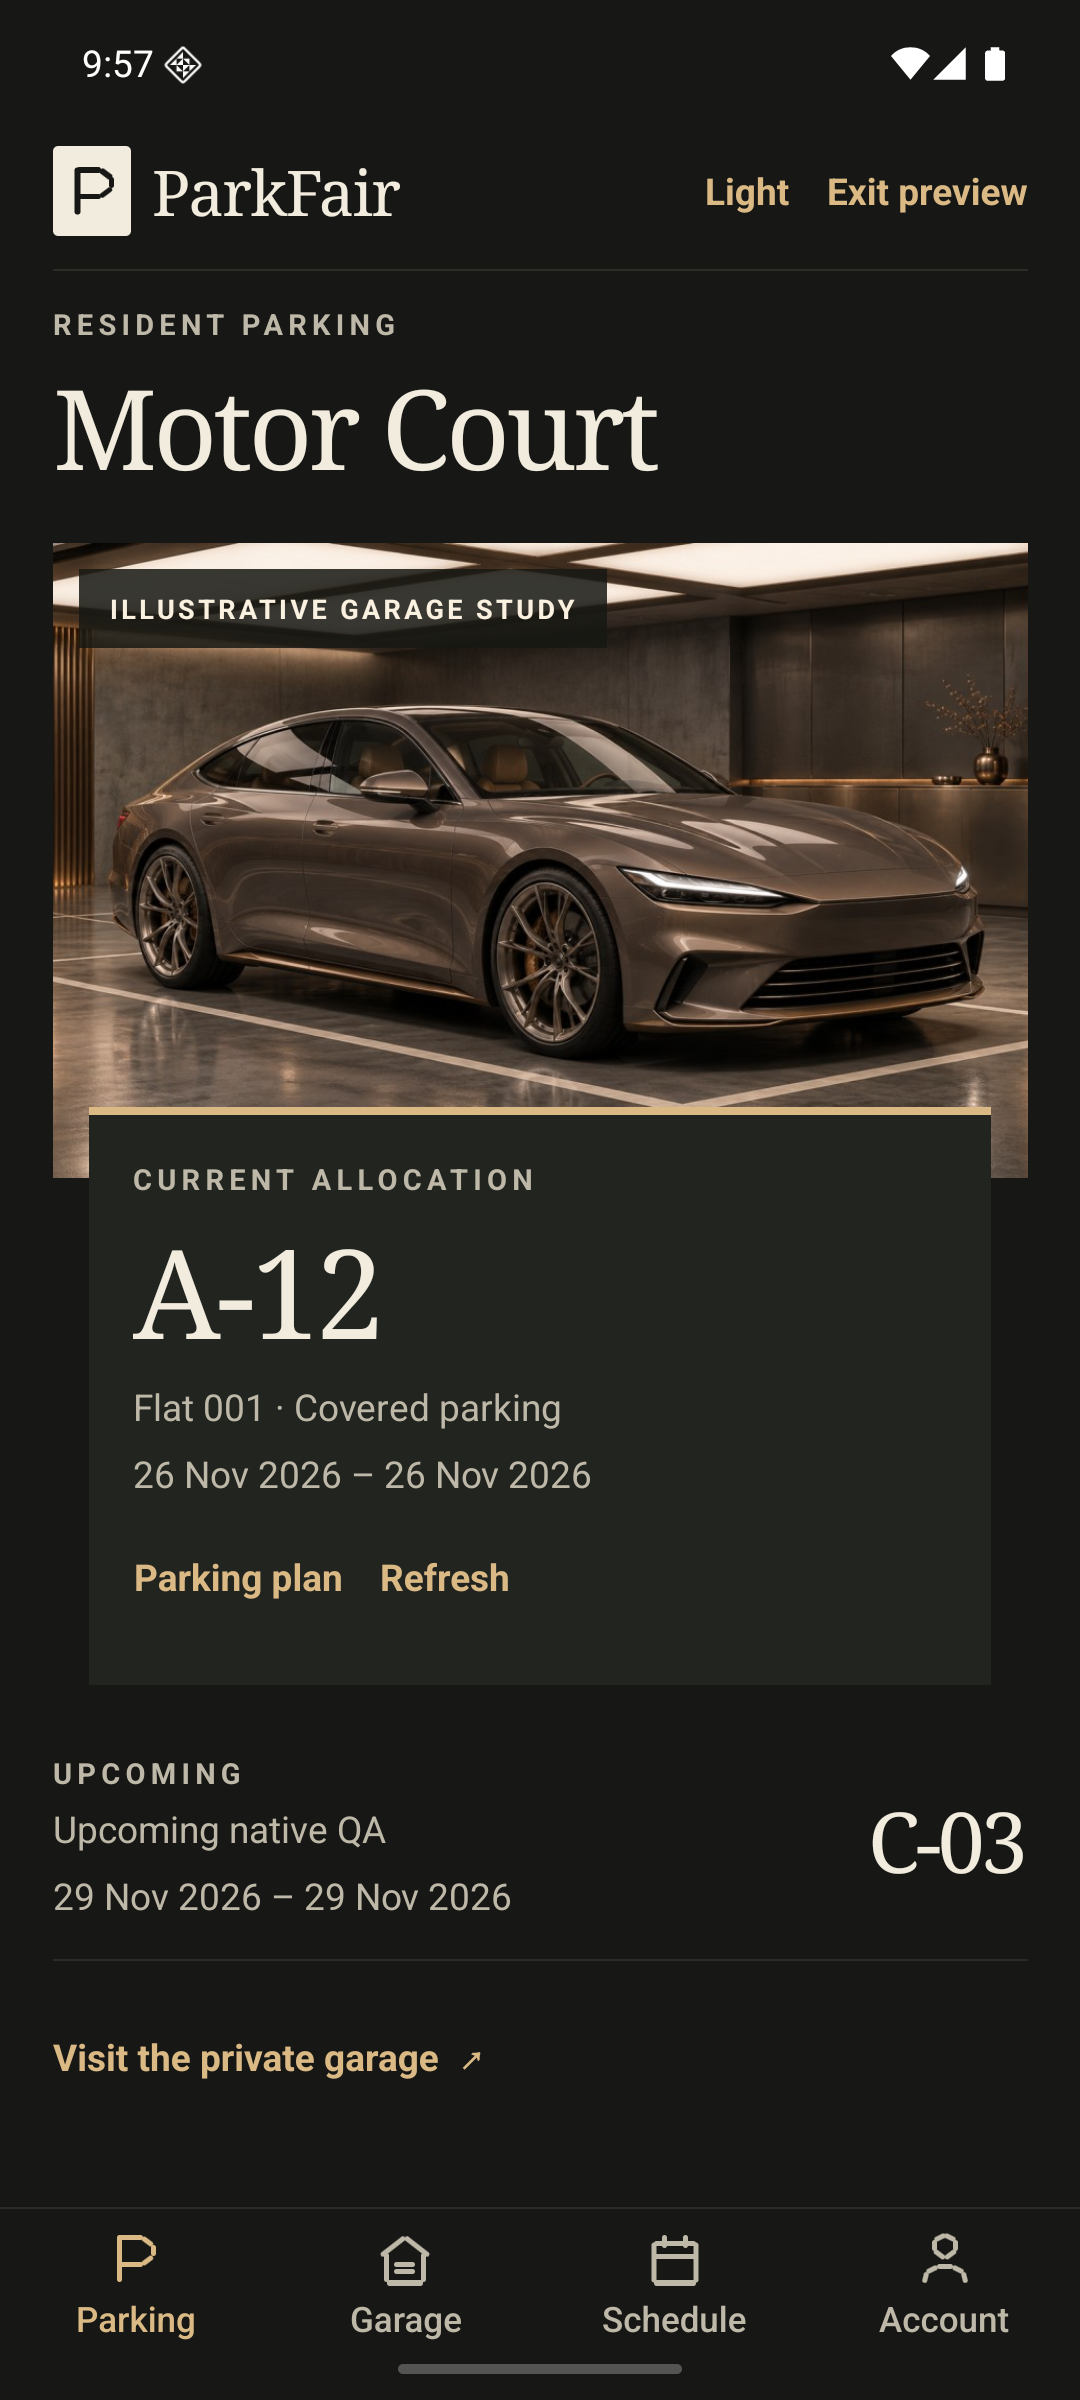 9:57
ParkFair
Light Exit preview
RESIDENT PARKING
Motor Court
ILLUSTRATIVE GARAGE STUDY
CURRENT ALLOCATION
A-12
Flat 001 · Covered parking
26 Nov 2026 – 26 Nov 2026
Parking plan Refresh
UPCOMING
Upcoming native QA
C-03
29 Nov 2026 – 29 Nov 2026
Visit the private garage ↗
Parking Garage Schedule Account